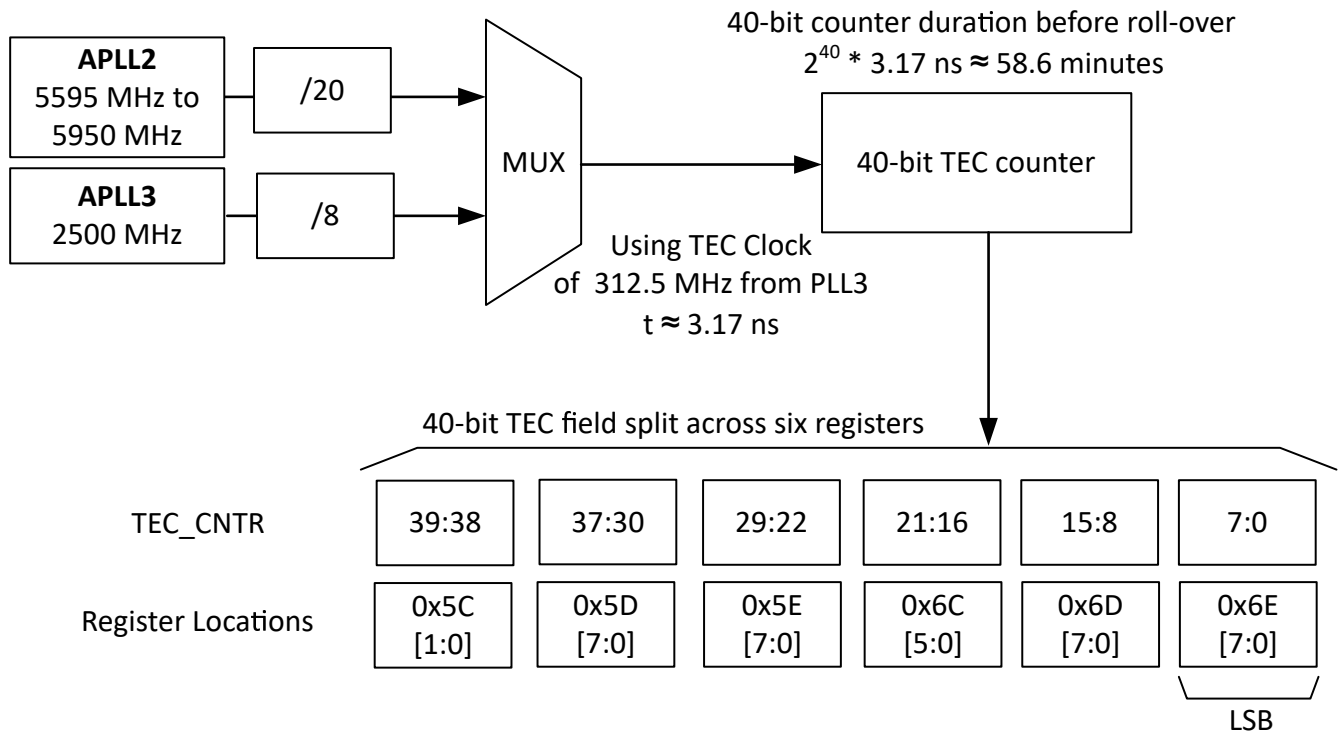 40-bit counter duration before roll-over
2^40 * 3.17 ns ≈ 58.6 minutes
APLL2
5595 MHz to
5950 MHz
/20
APLL3
2500 MHz
/8
MUX
40-bit TEC counter
Using TEC Clock
of 312.5 MHz from PLL3
t ≈ 3.17 ns
40-bit TEC field split across six registers
TEC_CNTR
39:38
37:30
29:22
21:16
15:8
7:0
Register Locations
0x5C
[1:0]
0x5D
[7:0]
0x5E
[7:0]
0x6C
[5:0]
0x6D
[7:0]
0x6E
[7:0]
LSB